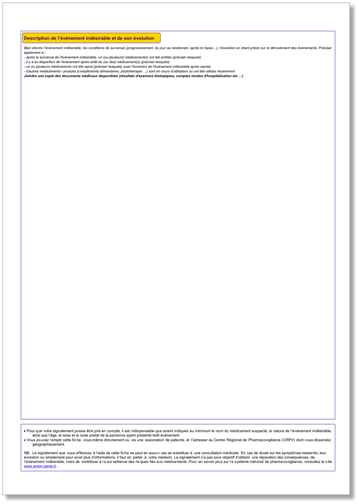 Description de l'événement indésirable et de son évolution
Bien décrire l'événement indésirable, les conditions de survenue (progressivement, du jour au lendemain, après le repas…), l'évolution en étant précis sur le déroulement des événements. Préciser
également si :
- après la survenue de l'événement indésirable, un (ou plusieurs) médicament(s) ont été arrêtés (préciser lesquels)
- il y a eu disparition de l'événement après arrêt du (ou des) médicament(s) (préciser lesquels)
- un ou plusieurs médicaments ont été repris (préciser lesquels) avec l'évolution de l'événement indésirable après reprise
- d'autres médicaments / produits (compléments alimentaires, phytothérapie …) sont en cours d'utilisation ou ont été utilisés récemment
Joindre une copie des documents médicaux disponibles (résultats d'examens biologiques, comptes rendus d'hospitalisation etc …)
• Pour que votre signalement puisse être pris en compte, il est indispensable que soient indiqués au minimum le nom du médicament suspecté, la nature de l'événement indésirable,
ainsi que l'âge, le sexe et le code postal de la personne ayant présenté ledit événement.
• Vous pouvez remplir cette fiche, vous-même directement ou via une association de patients, et l'adresser au Centre Régional de Pharmacovigilance (CRPV) dont vous dépendez
géographiquement.
NB : Le signalement que vous effectuez à l'aide de cette fiche ne peut en aucun cas se substituer à une consultation médicale. En cas de doute sur les symptômes ressentis, leur
évolution ou simplement pour avoir plus d'informations, il faut en parler à votre médecin. Le signalement n'a pas pour objectif d'obtenir une réparation des conséquences de
l'événement indésirable, mais de contribuer à la surveillance des risques liés aux médicaments. Pour en savoir plus sur le système national de pharmacovigilance, consultez le site
www.ansm.sante.fr